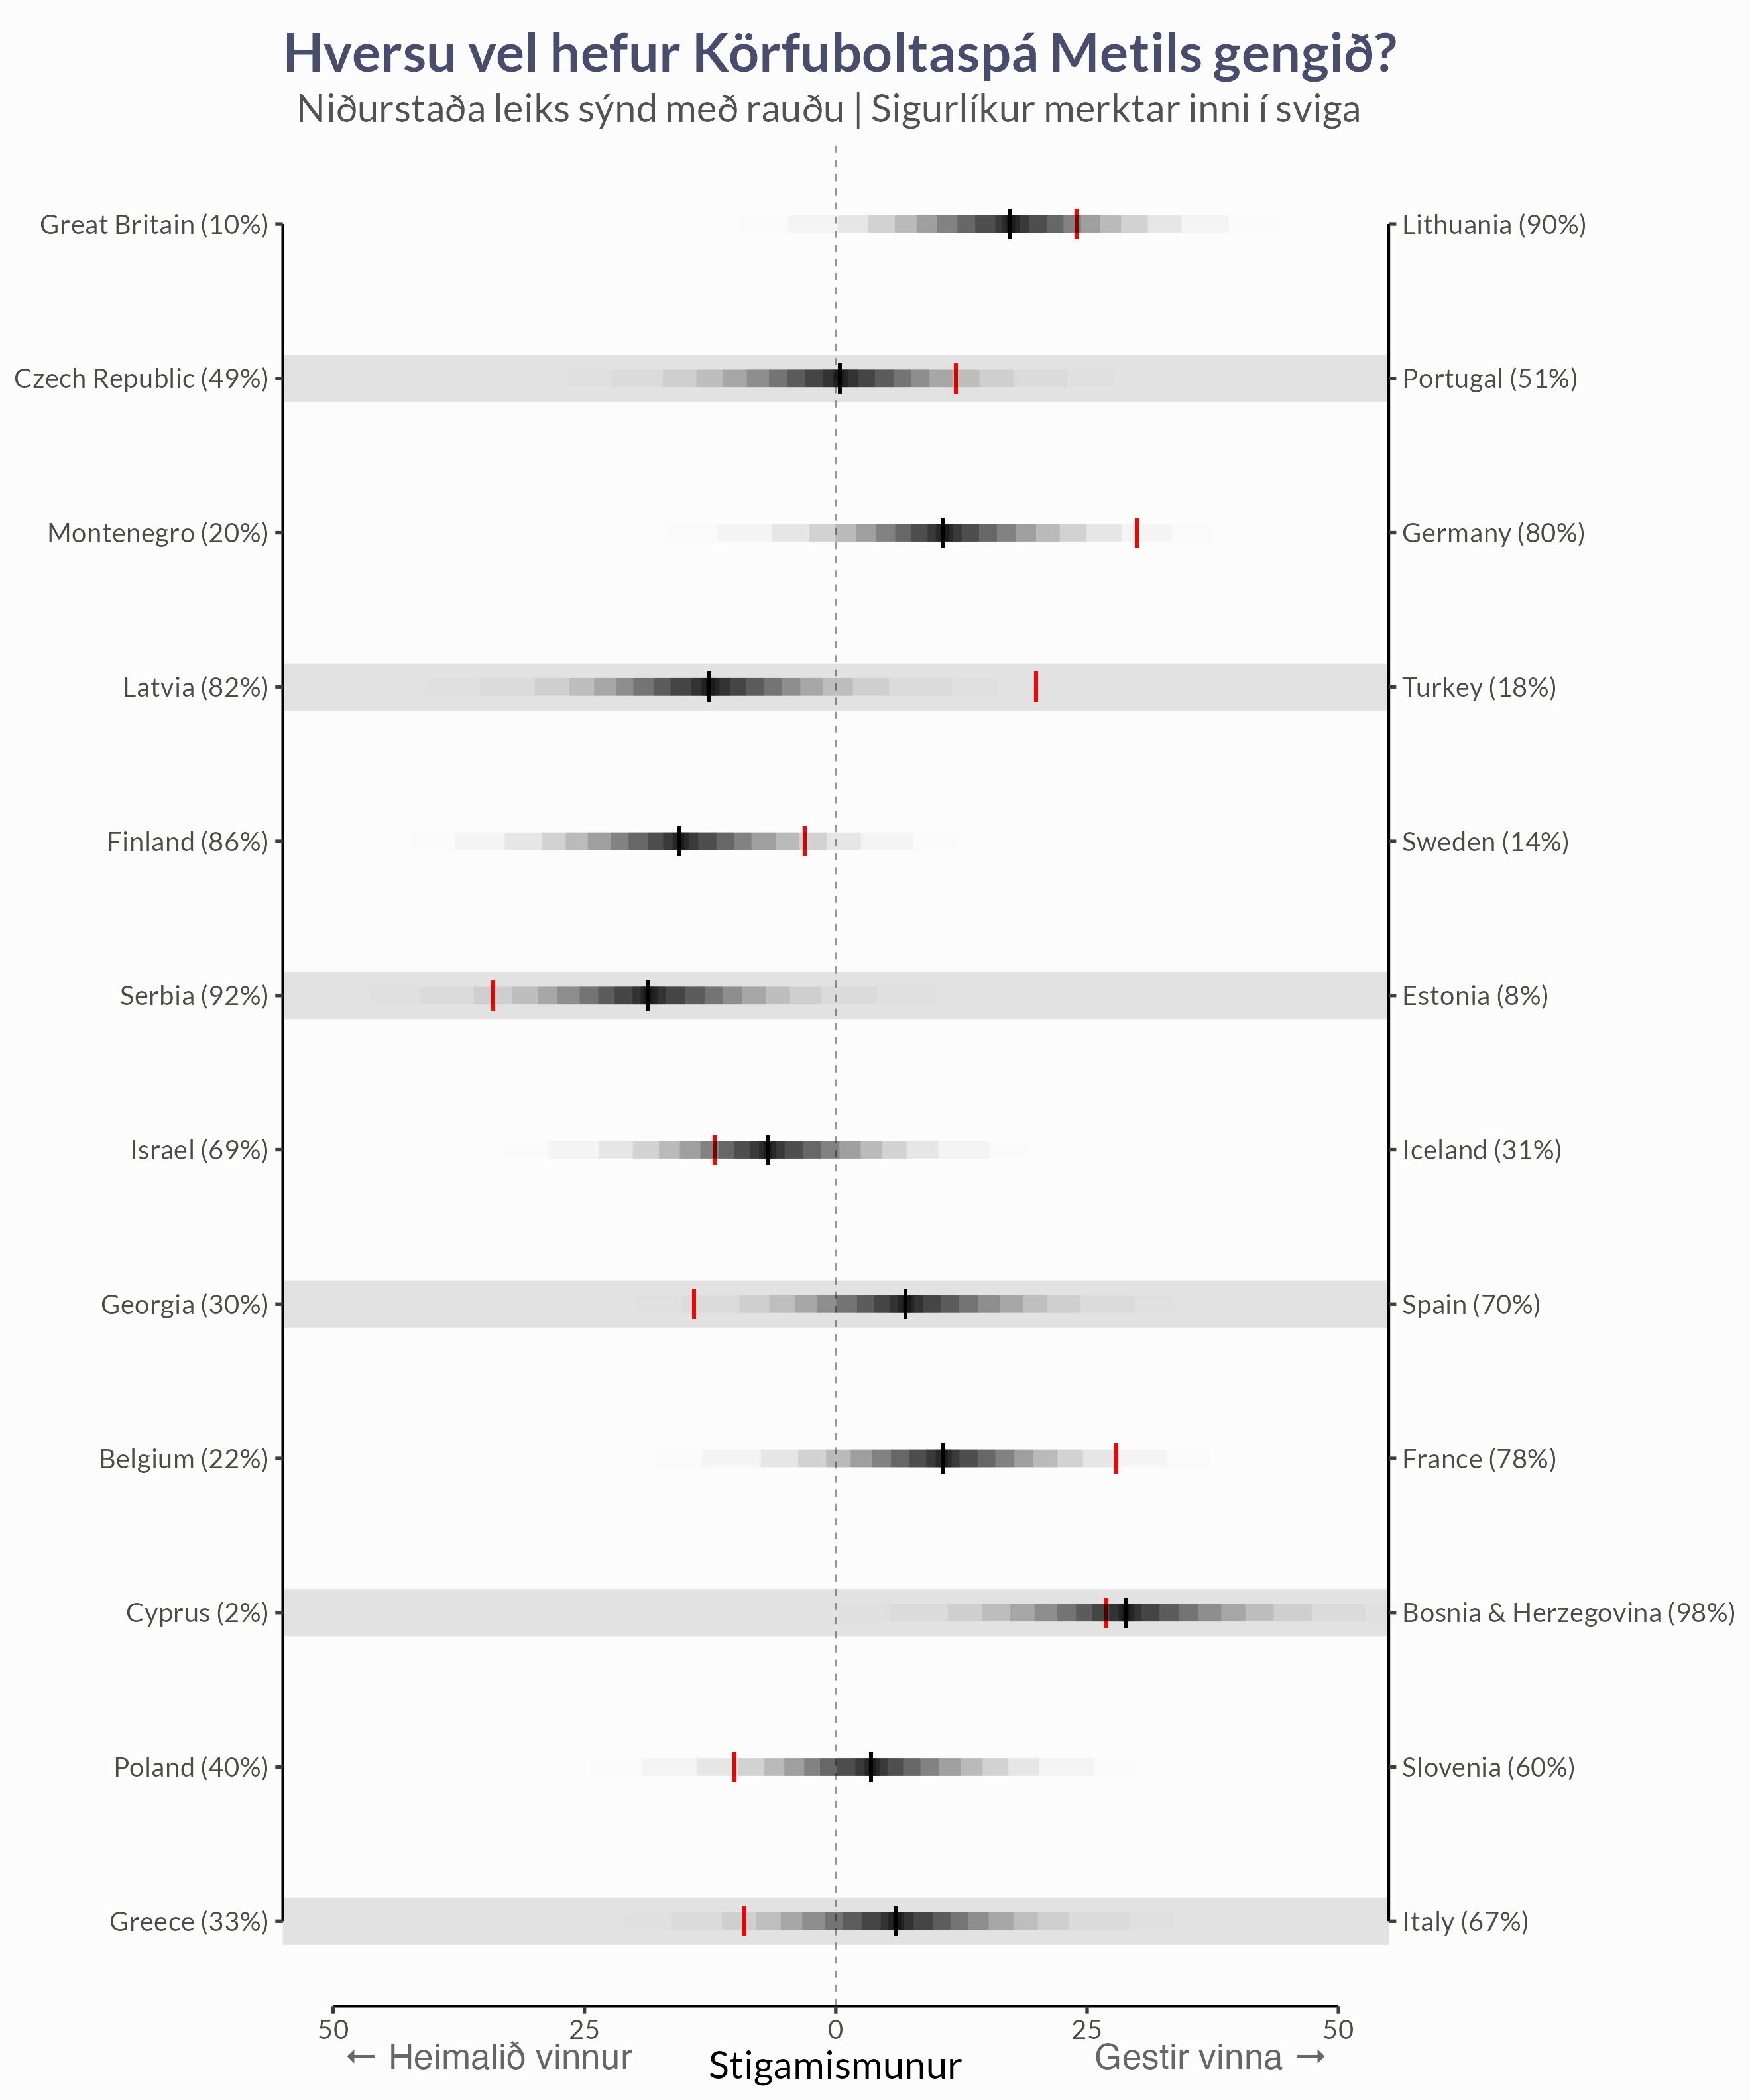 Hversu vel hefur Körfuboltaspá Metils gengið?
Niðurstaða leiks sýnd með rauðu | Sigurlíkur merktar inni í sviga
Great Britain (10%) Lithuania (90%)
Czech Republic (49%) Portugal (51%)
Montenegro (20%) Germany (80%)
Latvia (82%) Turkey (18%)
Finland (86%) Sweden (14%)
Serbia (92%) Estonia (8%)
Israel (69%) Iceland (31%)
Georgia (30%) Spain (70%)
Belgium (22%) France (78%)
Cyprus (2%) Bosnia & Herzegovina (98%)
Poland (40%) Slovenia (60%)
Greece (33%) Italy (67%)
50 25 0 25 50
← Heimalið vinnur Stigamismunur Gestir vinna →